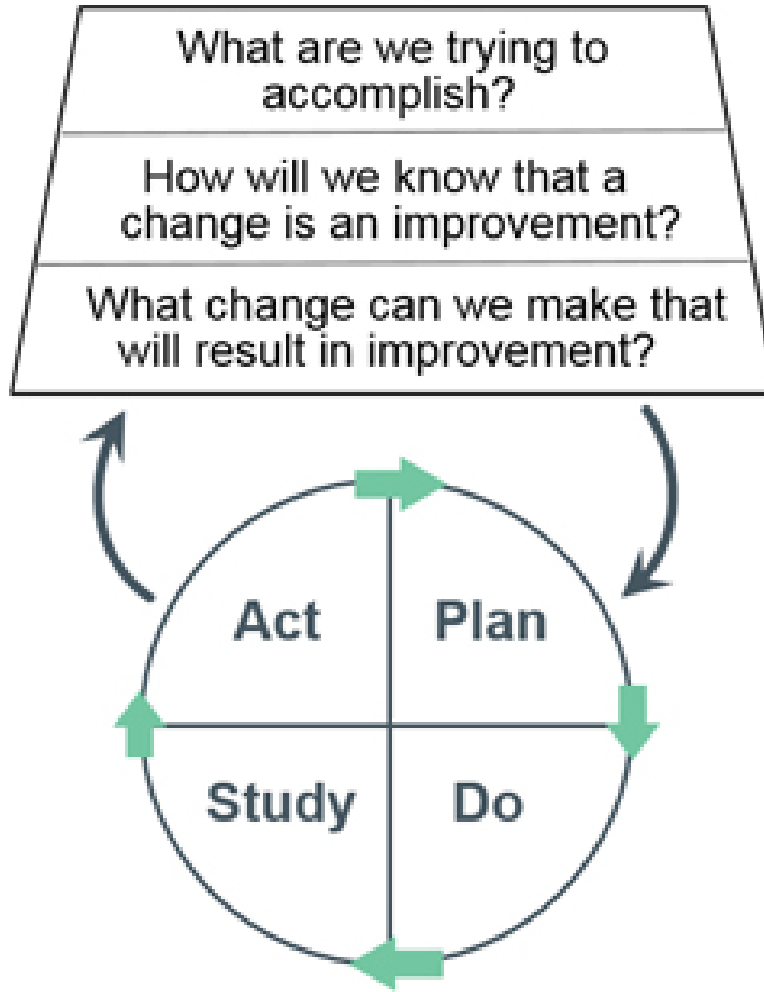 What are we trying to
accomplish?
How will we know that a
change is an improvement?
What change can we make that
will result in improvement?
Act
Plan
Study
Do